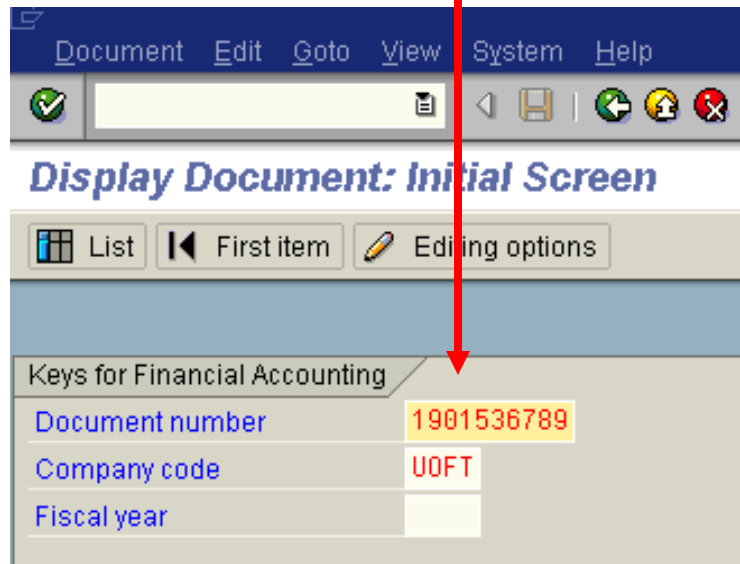 Document Edit Goto View System Help
Display Document: Initial Screen
List First item Editing options
Keys for Financial Accounting
Document number 1901536789
Company code UOFT
Fiscal year